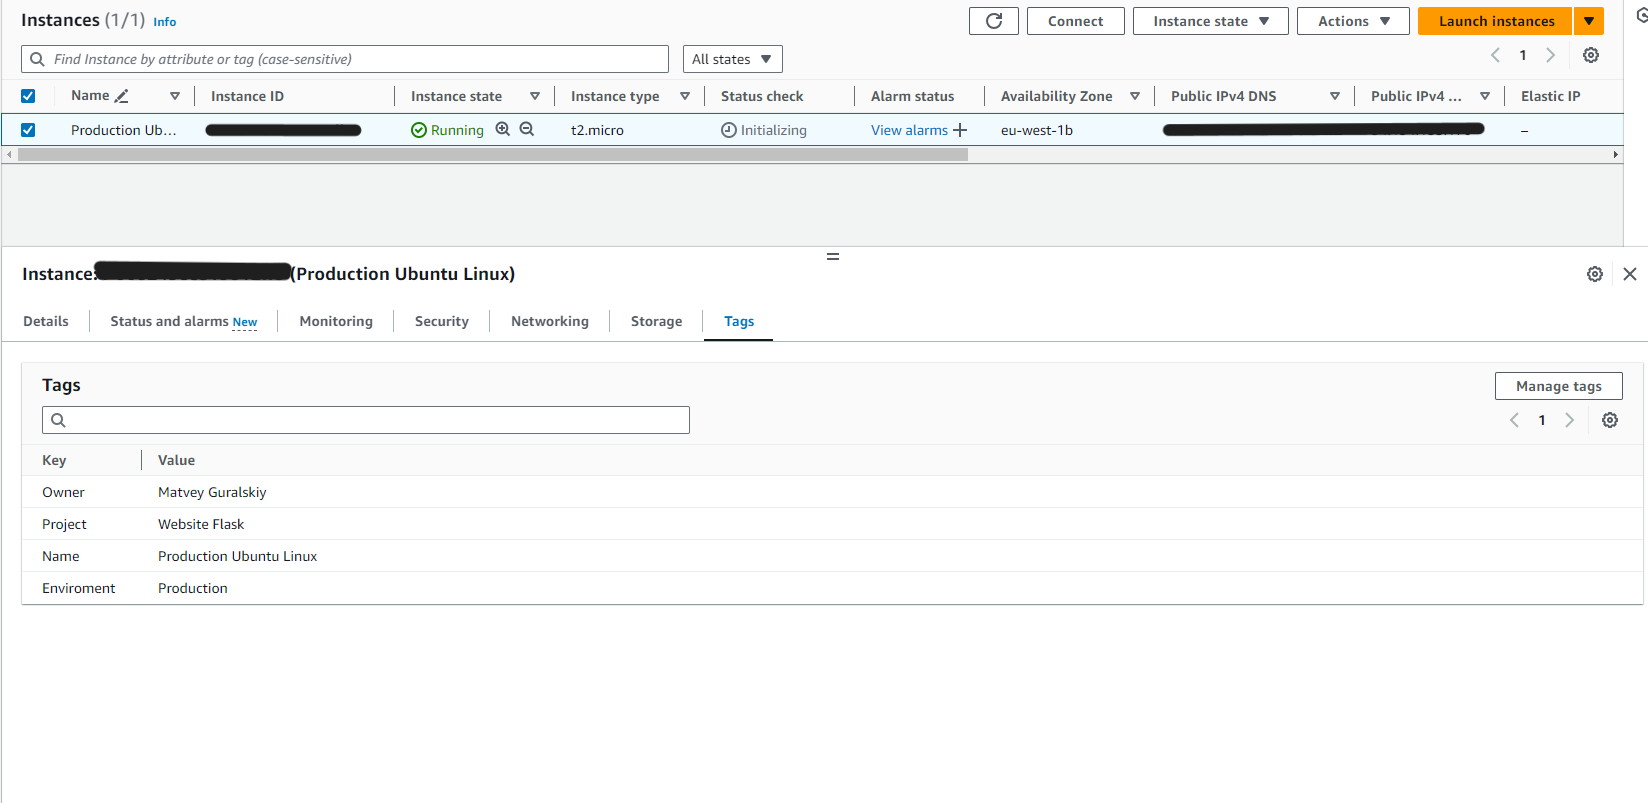 Instances (1/1) Info
Connect
Instance state
Actions
Launch instances
Find Instance by attribute or tag (case-sensitive)
All states
1
Name Instance ID Instance state Instance type Status check Alarm status Availability Zone Public IPv4 DNS Public IPv4 ... Elastic IP
Production Ub... Running t2.micro Initializing View alarms + eu-west-1b –
Instance: (Production Ubuntu Linux)
Details Status and alarms New Monitoring Security Networking Storage Tags
Tags
Manage tags
1
Key Value
Owner Matvey Guralskiy
Project Website Flask
Name Production Ubuntu Linux
Enviroment Production